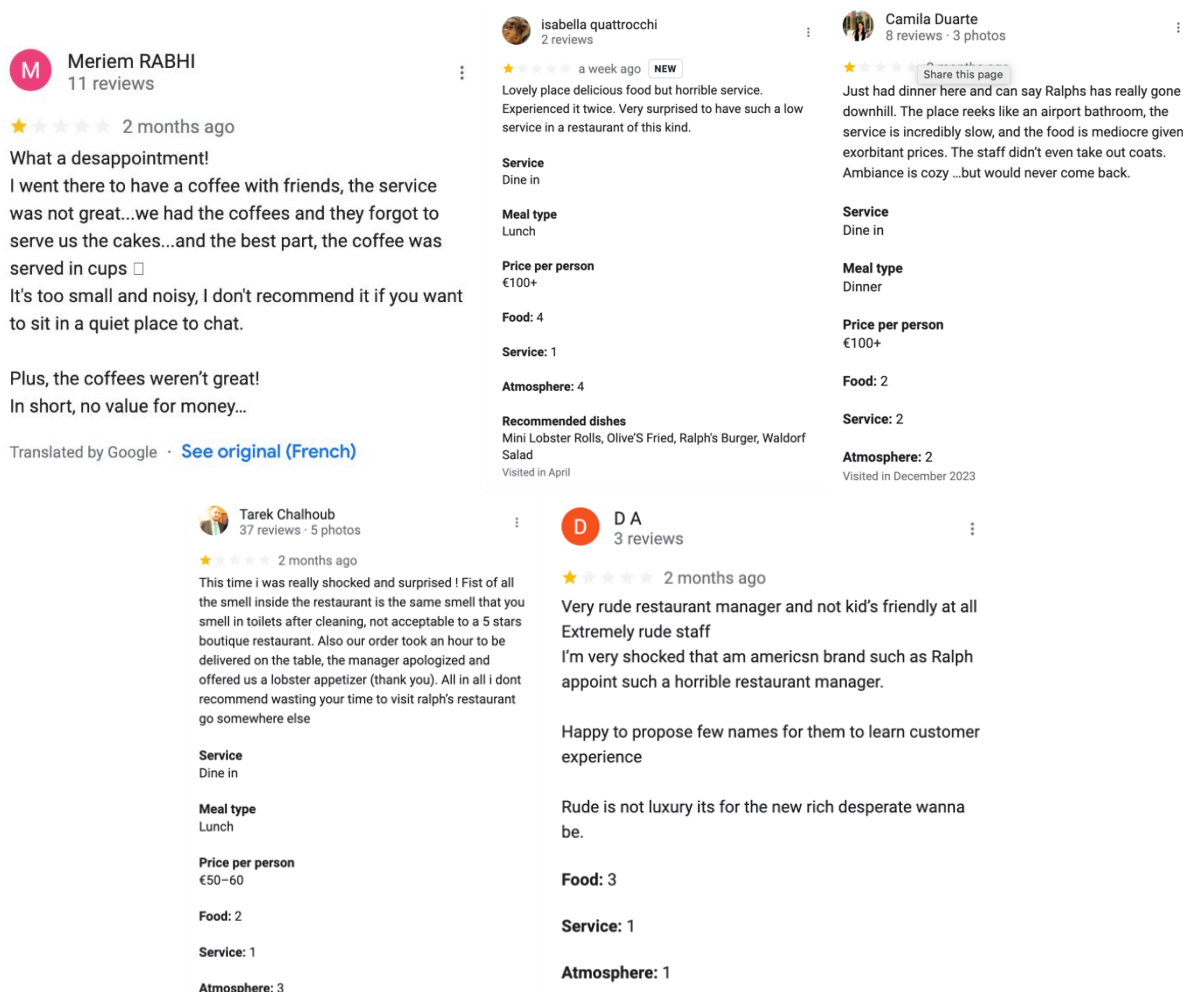 M
Meriem RABHI
11 reviews
2 months ago
What a desappointment!
I went there to have a coffee with friends, the service
was not great...we had the coffees and they forgot to
serve us the cakes...and the best part, the coffee was
served in cups
It's too small and noisy, I don't recommend it if you want
to sit in a quiet place to chat.
Plus, the coffees weren’t great!
In short, no value for money…
Translated by Google · See original (French)
isabella quattrocchi
2 reviews
a week ago NEW
Lovely place delicious food but horrible service.
Experienced it twice. Very surprised to have such a low
service in a restaurant of this kind.
Service
Dine in
Meal type
Lunch
Price per person
€100+
Food: 4
Service: 1
Atmosphere: 4
Recommended dishes
Mini Lobster Rolls, Olive’S Fried, Ralph's Burger, Waldorf
Salad
Visited in April
Camila Duarte
8 reviews · 3 photos
Share this page
Just had dinner here and can say Ralphs has really gone
downhill. The place reeks like an airport bathroom, the
service is incredibly slow, and the food is mediocre given
exorbitant prices. The staff didn’t even take out coats.
Ambiance is cozy …but would never come back.
Service
Dine in
Meal type
Dinner
Price per person
€100+
Food: 2
Service: 2
Atmosphere: 2
Visited in December 2023
Tarek Chalhoub
37 reviews · 5 photos
2 months ago
This time i was really shocked and surprised ! Fist of all
the smell inside the restaurant is the same smell that you
smell in toilets after cleaning, not acceptable to a 5 stars
boutique restaurant. Also our order took an hour to be
delivered on the table, the manager apologized and
offered us a lobster appetizer (thank you). All in all i dont
recommend wasting your time to visit ralph’s restaurant
go somewhere else
Service
Dine in
Meal type
Lunch
Price per person
€50–60
Food: 2
Service: 1
Atmosphere: 3
D
D A
3 reviews
2 months ago
Very rude restaurant manager and not kid’s friendly at all
Extremely rude staff
I’m very shocked that am americsn brand such as Ralph
appoint such a horrible restaurant manager.
Happy to propose few names for them to learn customer
experience
Rude is not luxury its for the new rich desperate wanna
be.
Food: 3
Service: 1
Atmosphere: 1